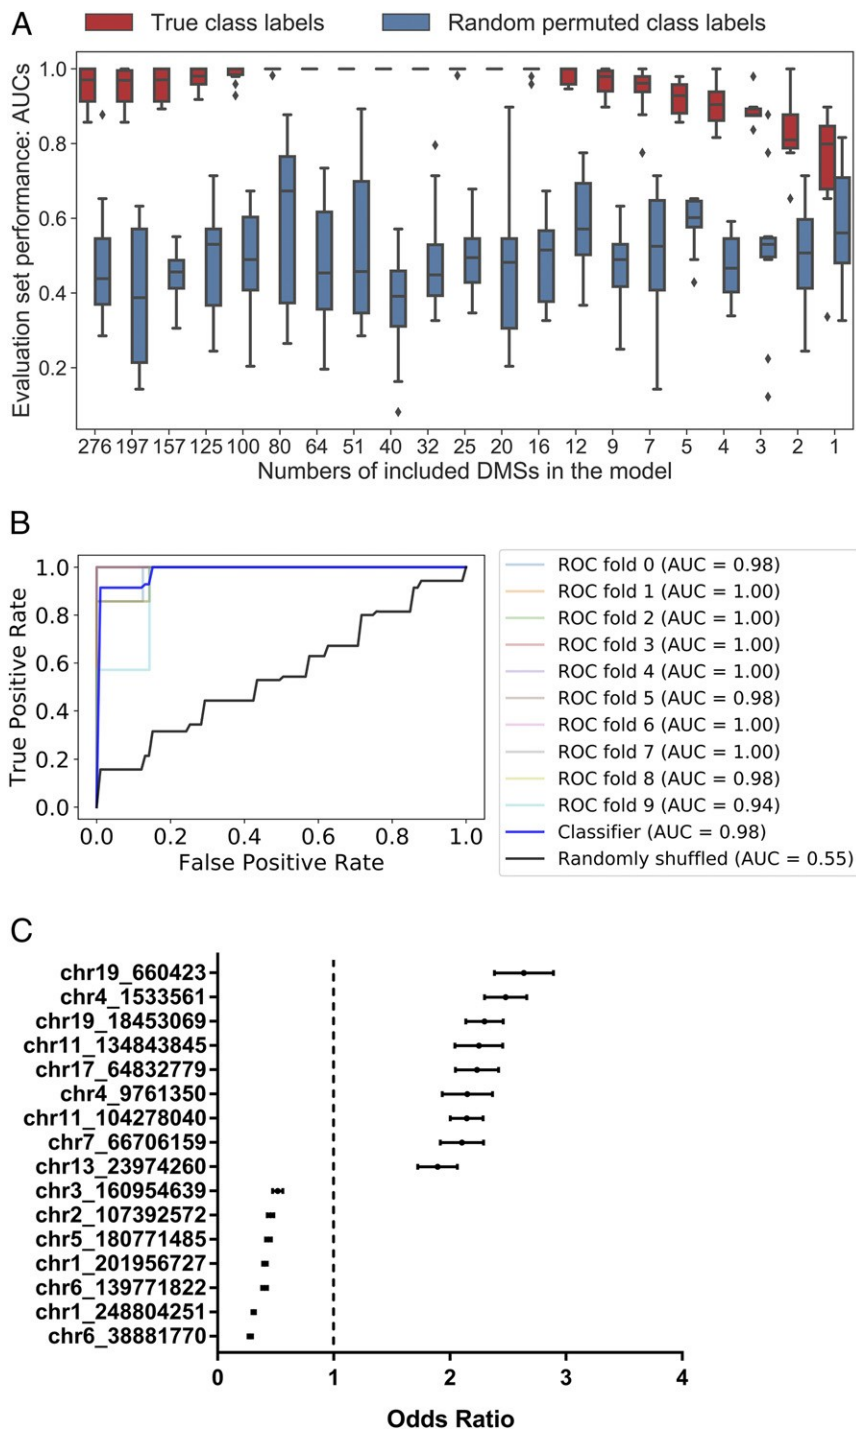 A
True class labels
Random permuted class labels
Evaluation set performance: AUCs
1.0
0.8
0.6
0.4
0.2
276 197 157 125 100 80 64 51 40 32 25 20 16 12 9 7 5 4 3 2 1
Numbers of included DMSs in the model
B
True Positive Rate
1.0
0.8
0.6
0.4
0.2
0.0
0.0 0.2 0.4 0.6 0.8 1.0
False Positive Rate
ROC fold 0 (AUC = 0.98)
ROC fold 1 (AUC = 1.00)
ROC fold 2 (AUC = 1.00)
ROC fold 3 (AUC = 1.00)
ROC fold 4 (AUC = 1.00)
ROC fold 5 (AUC = 0.98)
ROC fold 6 (AUC = 1.00)
ROC fold 7 (AUC = 1.00)
ROC fold 8 (AUC = 0.98)
ROC fold 9 (AUC = 0.94)
Classifier (AUC = 0.98)
Randomly shuffled (AUC = 0.55)
C
chr19_660423
chr4_1533561
chr19_18453069
chr11_134843845
chr17_64832779
chr4_9761350
chr11_104278040
chr7_66706159
chr13_23974260
chr3_160954639
chr2_107392572
chr5_180771485
chr1_201956727
chr6_139771822
chr1_248804251
chr6_38881770
0 1 2 3 4
Odds Ratio